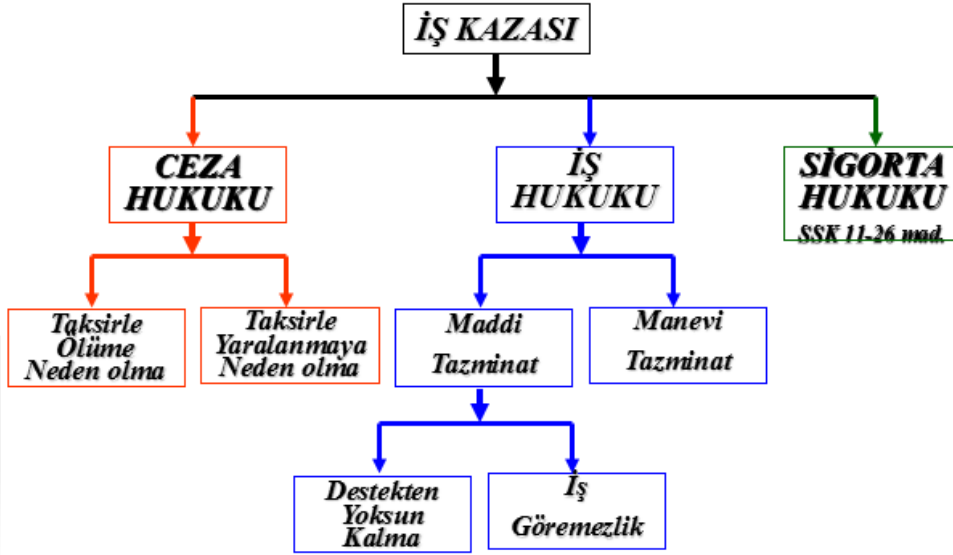 İŞ KAZASI
CEZA
HUKUKU
İŞ
HUKUKU
SİGORTA
HUKUKU
SSK 11-26 mad.
Taksirle
Ölüme
Neden olma
Taksirle
Yaralanmaya
Neden olma
Maddi
Tazminat
Manevi
Tazminat
Destekten
Yoksun
Kalma
İş
Göremezlik